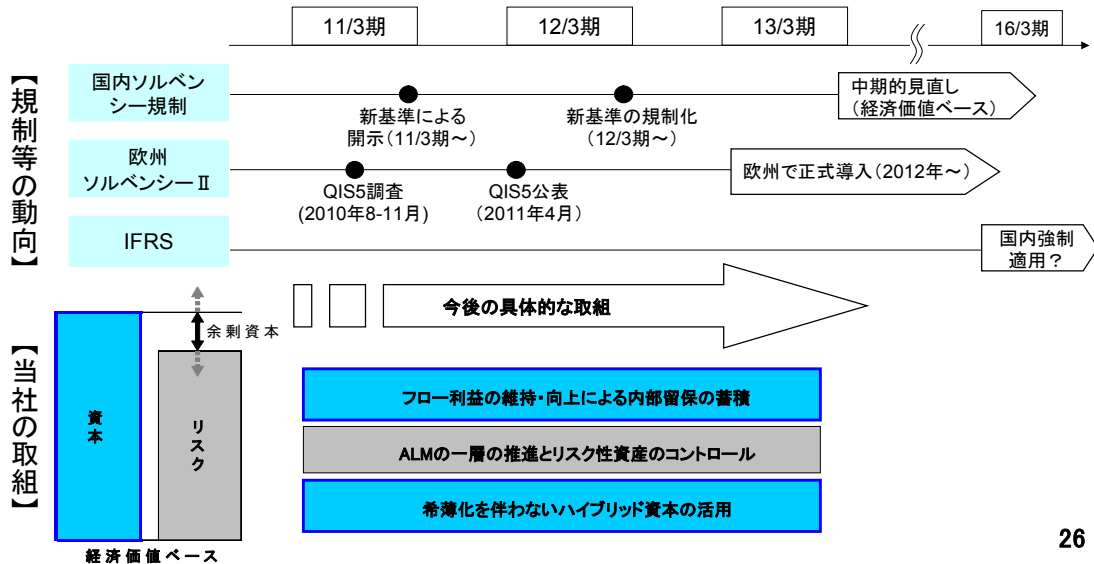 11/3期
12/3期
13/3期
16/3期
【規制等の動向】
国内ソルベン
シー規制
新基準による
開示(11/3期～)
新基準の規制化
(12/3期～)
中期的見直し
(経済価値ベース)
欧州
ソルベンシーⅡ
QIS5調査
(2010年8-11月)
QIS5公表
(2011年4月)
欧州で正式導入(2012年～)
IFRS
国内強制
適用？
【当社の取組】
今後の具体的な取組
余剰資本
資本
リスク
経済価値ベース
フロー利益の維持・向上による内部留保の蓄積
ALMの一層の推進とリスク性資産のコントロール
希薄化を伴わないハイブリッド資本の活用
26